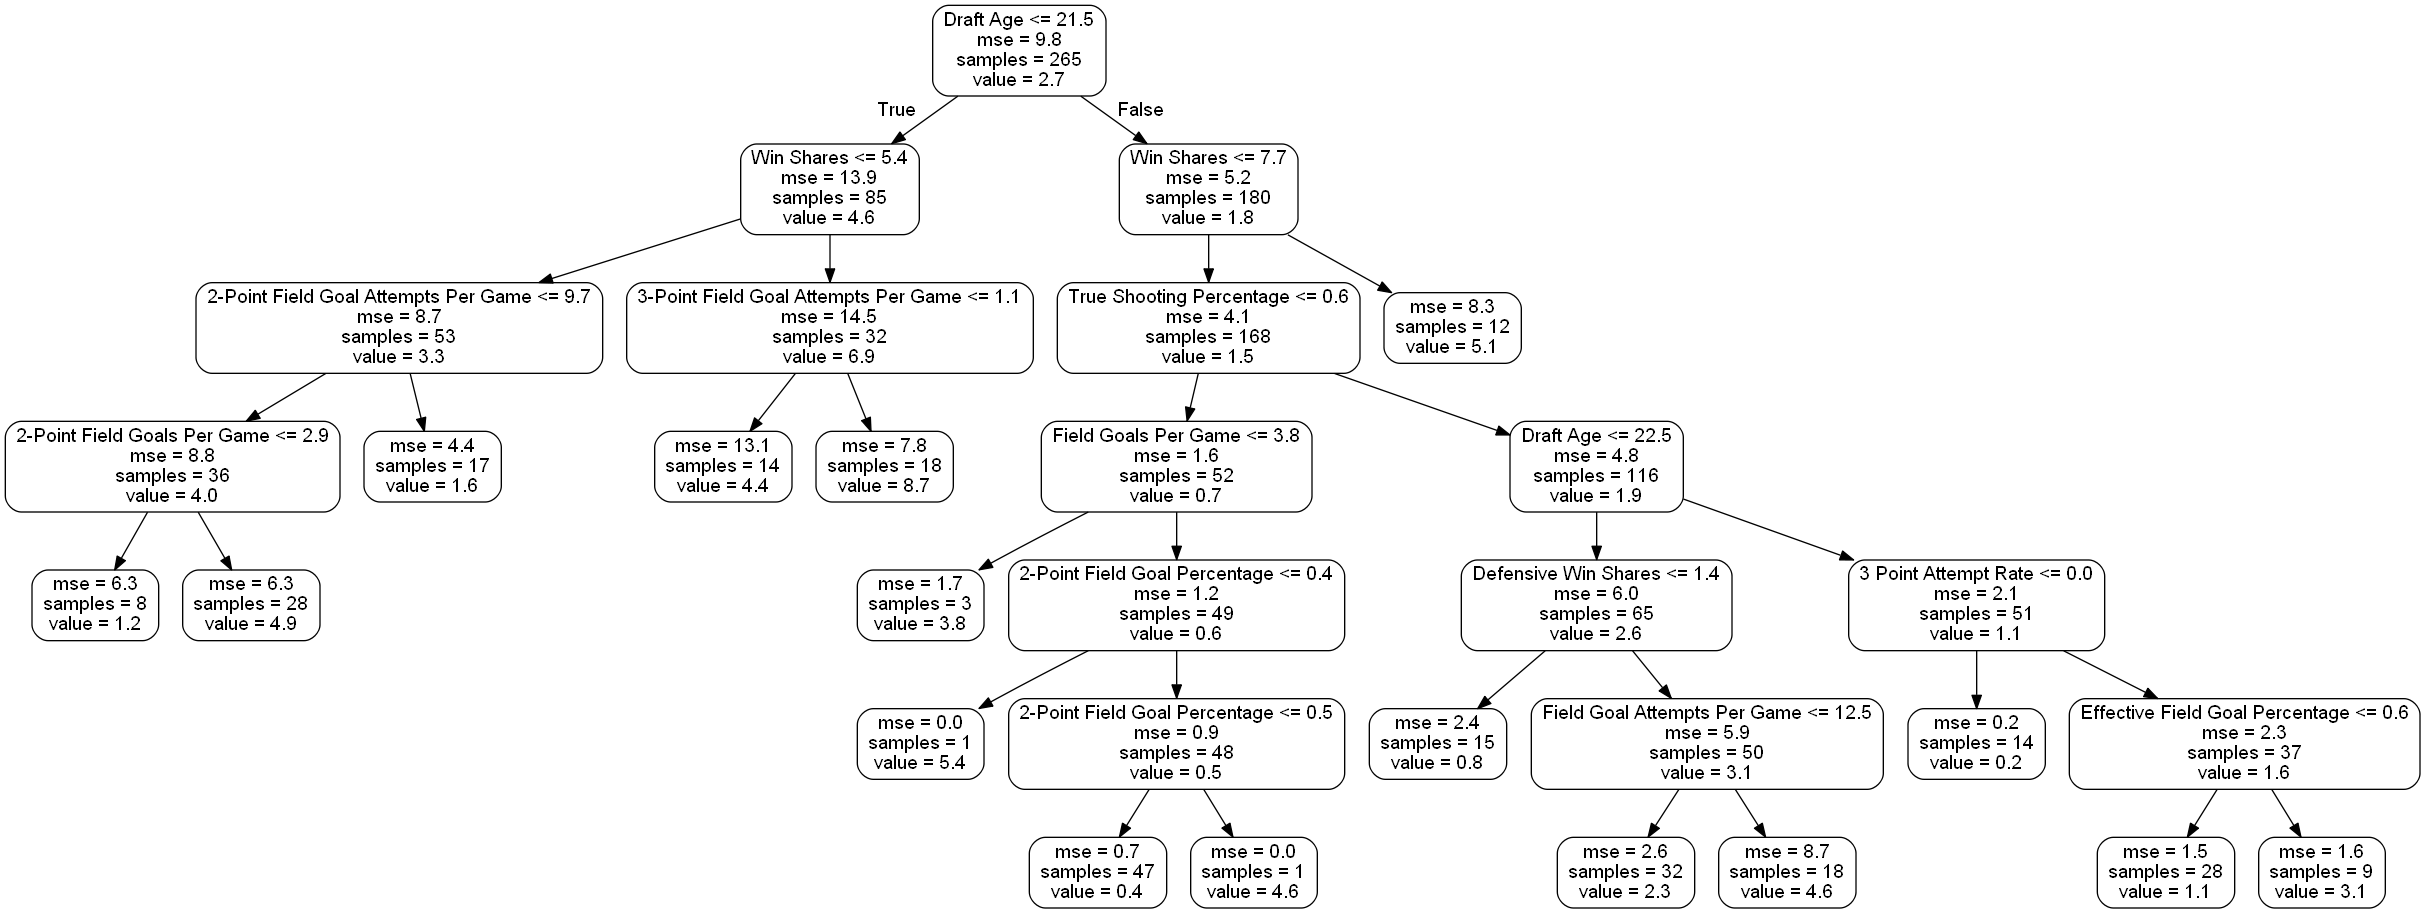 Draft Age <= 21.5
mse = 9.8
samples = 265
value = 2.7
True
False
Win Shares <= 5.4
mse = 13.9
samples = 85
value = 4.6
Win Shares <= 7.7
mse = 5.2
samples = 180
value = 1.8
2-Point Field Goal Attempts Per Game <= 9.7
mse = 8.7
samples = 53
value = 3.3
3-Point Field Goal Attempts Per Game <= 1.1
mse = 14.5
samples = 32
value = 6.9
True Shooting Percentage <= 0.6
mse = 4.1
samples = 168
value = 1.5
mse = 8.3
samples = 12
value = 5.1
2-Point Field Goals Per Game <= 2.9
mse = 8.8
samples = 36
value = 4.0
mse = 4.4
samples = 17
value = 1.6
mse = 13.1
samples = 14
value = 4.4
mse = 7.8
samples = 18
value = 8.7
Field Goals Per Game <= 3.8
mse = 1.6
samples = 52
value = 0.7
Draft Age <= 22.5
mse = 4.8
samples = 116
value = 1.9
mse = 6.3
samples = 8
value = 1.2
mse = 6.3
samples = 28
value = 4.9
mse = 1.7
samples = 3
value = 3.8
2-Point Field Goal Percentage <= 0.4
mse = 1.2
samples = 49
value = 0.6
Defensive Win Shares <= 1.4
mse = 6.0
samples = 65
value = 2.6
3 Point Attempt Rate <= 0.0
mse = 2.1
samples = 51
value = 1.1
mse = 0.0
samples = 1
value = 5.4
2-Point Field Goal Percentage <= 0.5
mse = 0.9
samples = 48
value = 0.5
mse = 2.4
samples = 15
value = 0.8
Field Goal Attempts Per Game <= 12.5
mse = 5.9
samples = 50
value = 3.1
mse = 0.2
samples = 14
value = 0.2
Effective Field Goal Percentage <= 0.6
mse = 2.3
samples = 37
value = 1.6
mse = 0.7
samples = 47
value = 0.4
mse = 0.0
samples = 1
value = 4.6
mse = 2.6
samples = 32
value = 2.3
mse = 8.7
samples = 18
value = 4.6
mse = 1.5
samples = 28
value = 1.1
mse = 1.6
samples = 9
value = 3.1